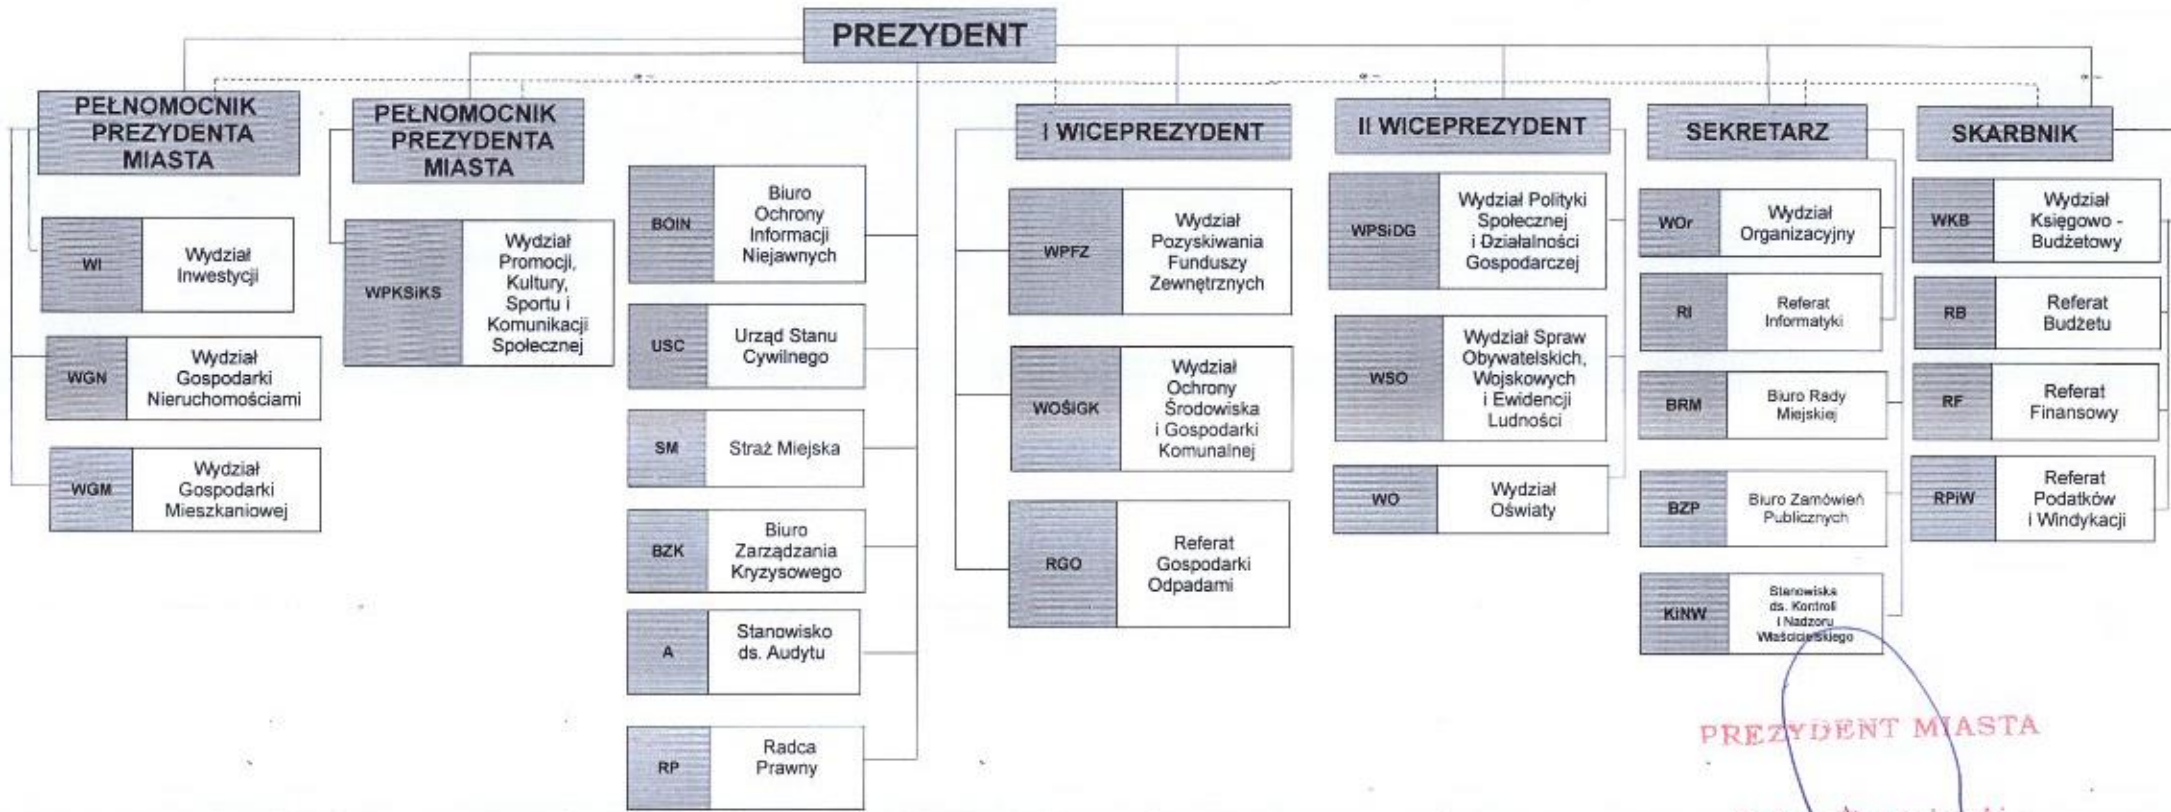 PREZYDENT
PEŁNOMOCNIK
PREZYDENTA
MIASTA
WI
Wydział
Inwestycji
WGN
Wydział
Gospodarki
Nieruchomościami
WGM
Wydział
Gospodarki
Mieszkaniowej
PEŁNOMOCNIK
PREZYDENTA
MIASTA
WPKSiKS
Wydział
Promocji,
Kultury,
Sportu i
Komunikacji
Społecznej
BOIN
Biuro
Ochrony
Informacji
Niejawnych
USC
Urząd Stanu
Cywilnego
SM
Straż Miejska
BZK
Biuro
Zarządzania
Kryzysowego
A
Stanowisko
ds. Audytu
RP
Radca
Prawny
I WICEPREZYDENT
WPFZ
Wydział
Pozyskiwania
Funduszy
Zewnętrznych
WOŚiGK
Wydział
Ochrony
Środowiska
i Gospodarki
Komunalnej
RGO
Referat
Gospodarki
Odpadami
II WICEPREZYDENT
WPSiDG
Wydział Polityki
Społecznej
i Działalności
Gospodarczej
WSO
Wydział Spraw
Obywatelskich,
Wojskowych
i Ewidencji
Ludności
WO
Wydział
Oświaty
SEKRETARZ
WOr
Wydział
Organizacyjny
RI
Referat
Informatyki
BRM
Biuro Rady
Miejskiej
BZP
Biuro Zamówień
Publicznych
KiNW
Stanowiska
ds. Kontroli
i Nadzoru
Właścicielskiego
SKARBNIK
WKB
Wydział
Księgowo -
Budżetowy
RB
Referat
Budżetu
RF
Referat
Finansowy
RPiW
Referat
Podatków
i Windykacji
PREZYDENT MIASTA